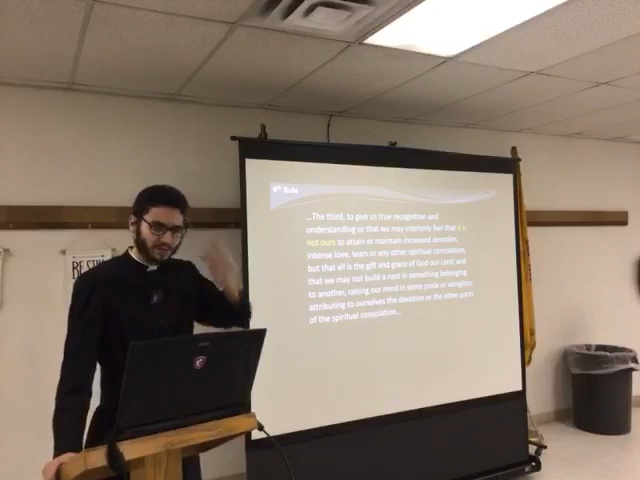 9th Rule
...The third, to give us true recognition and
understanding so that we may interiorly feel that it is
not ours to attain or maintain increased devotion,
intense love, tears or any other spiritual consolation,
but that all is the gift and grace of God our Lord, and
that we may not build a nest in something belonging
to another, raising our mind in some pride or vainglory,
attributing to ourselves the devotion or the other parts
of the spiritual consolation...